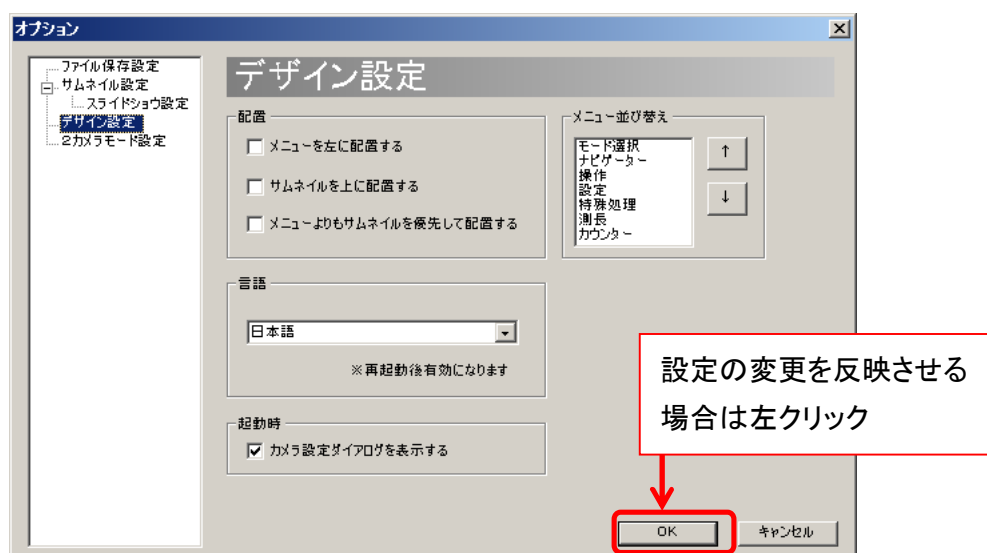 オプション
ファイル保存設定
サムネイル設定
スライドショウ設定
デザイン設定
2カメラモード設定
デザイン設定
配置
メニューを左に配置する
サムネイルを上に配置する
メニューよりもサムネイルを優先して配置する
メニュー並び替え
モード選択
ナビゲーター
操作
設定
特殊処理
測長
カウンター
↑
↓
言語
日本語
※再起動後有効になります
起動時
カメラ設定ダイアログを表示する
設定の変更を反映させる
場合は左クリック
OK
キャンセル